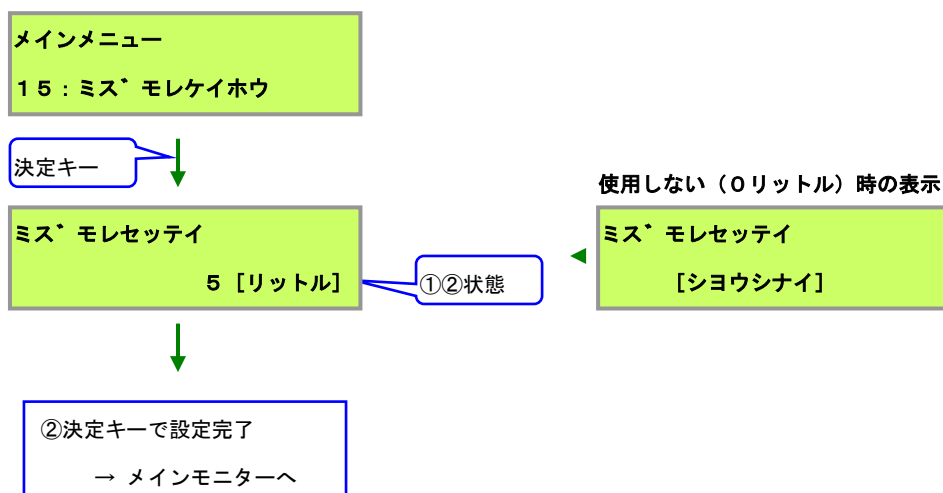 メインメニュー
１５：ミズ゛モレケイホウ
決定キー
使用しない（０リットル）時の表示
ミズ゛モレセッテイ
５［リットル］
①②状態
ミズ゛モレセッテイ
［シヨウシナイ］
②決定キーで設定完了
→ メインモニターへ